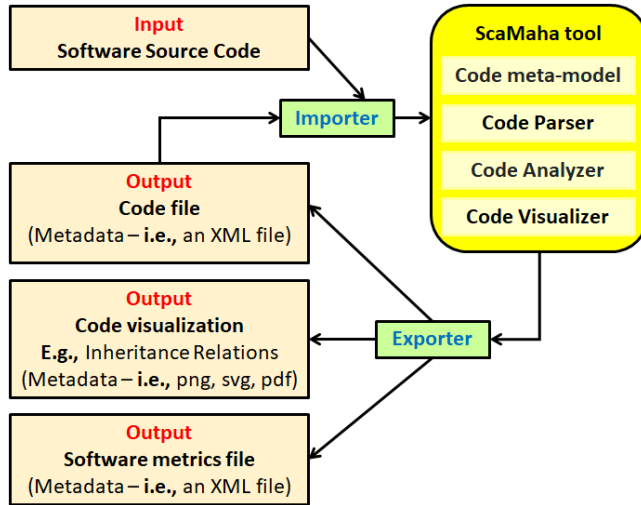 Input
Software Source Code
ScaMaha tool
Code meta-model
Code Parser
Code Analyzer
Code Visualizer
Importer
Output
Code file
(Metadata – i.e., an XML file)
Output
Code visualization
E.g., Inheritance Relations
(Metadata – i.e., png, svg, pdf)
Exporter
Output
Software metrics file
(Metadata – i.e., an XML file)